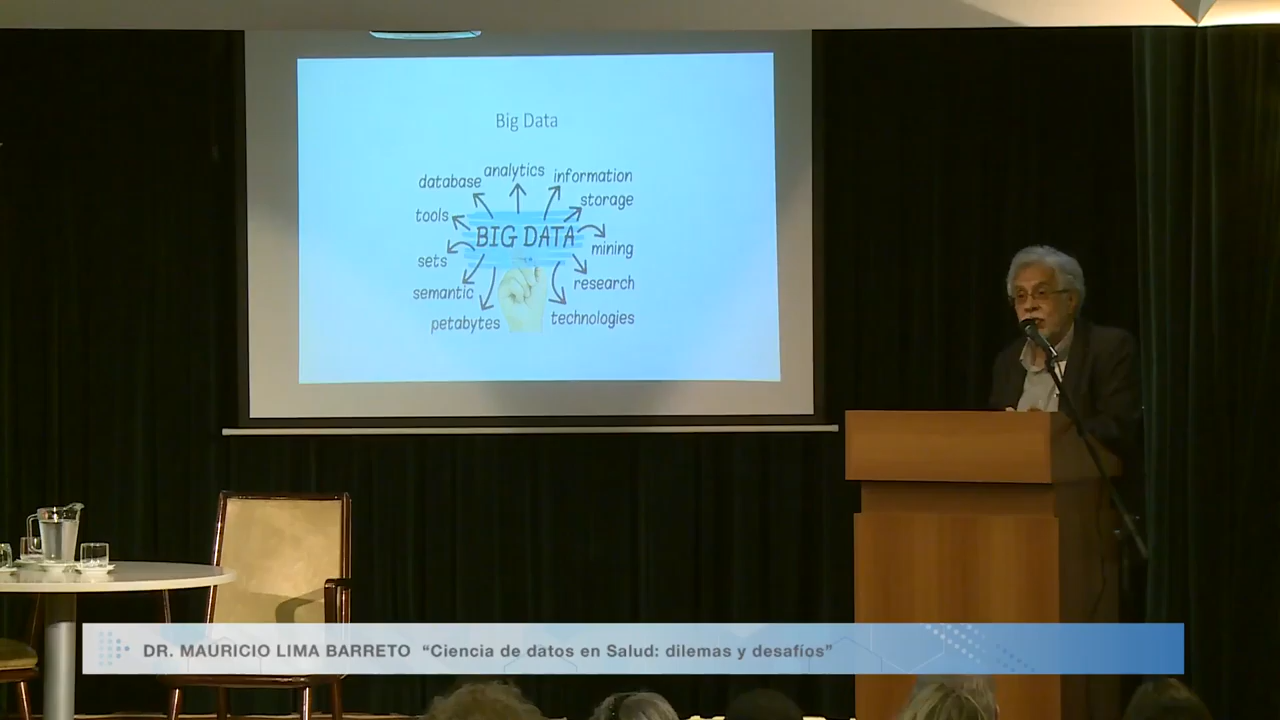 Big Data
analytics
database
information
storage
tools
BIG DATA
mining
sets
research
semantic
petabytes
technologies
DR. MAURICIO LIMA BARRETO “Ciencia de datos en Salud: dilemas y desafíos”